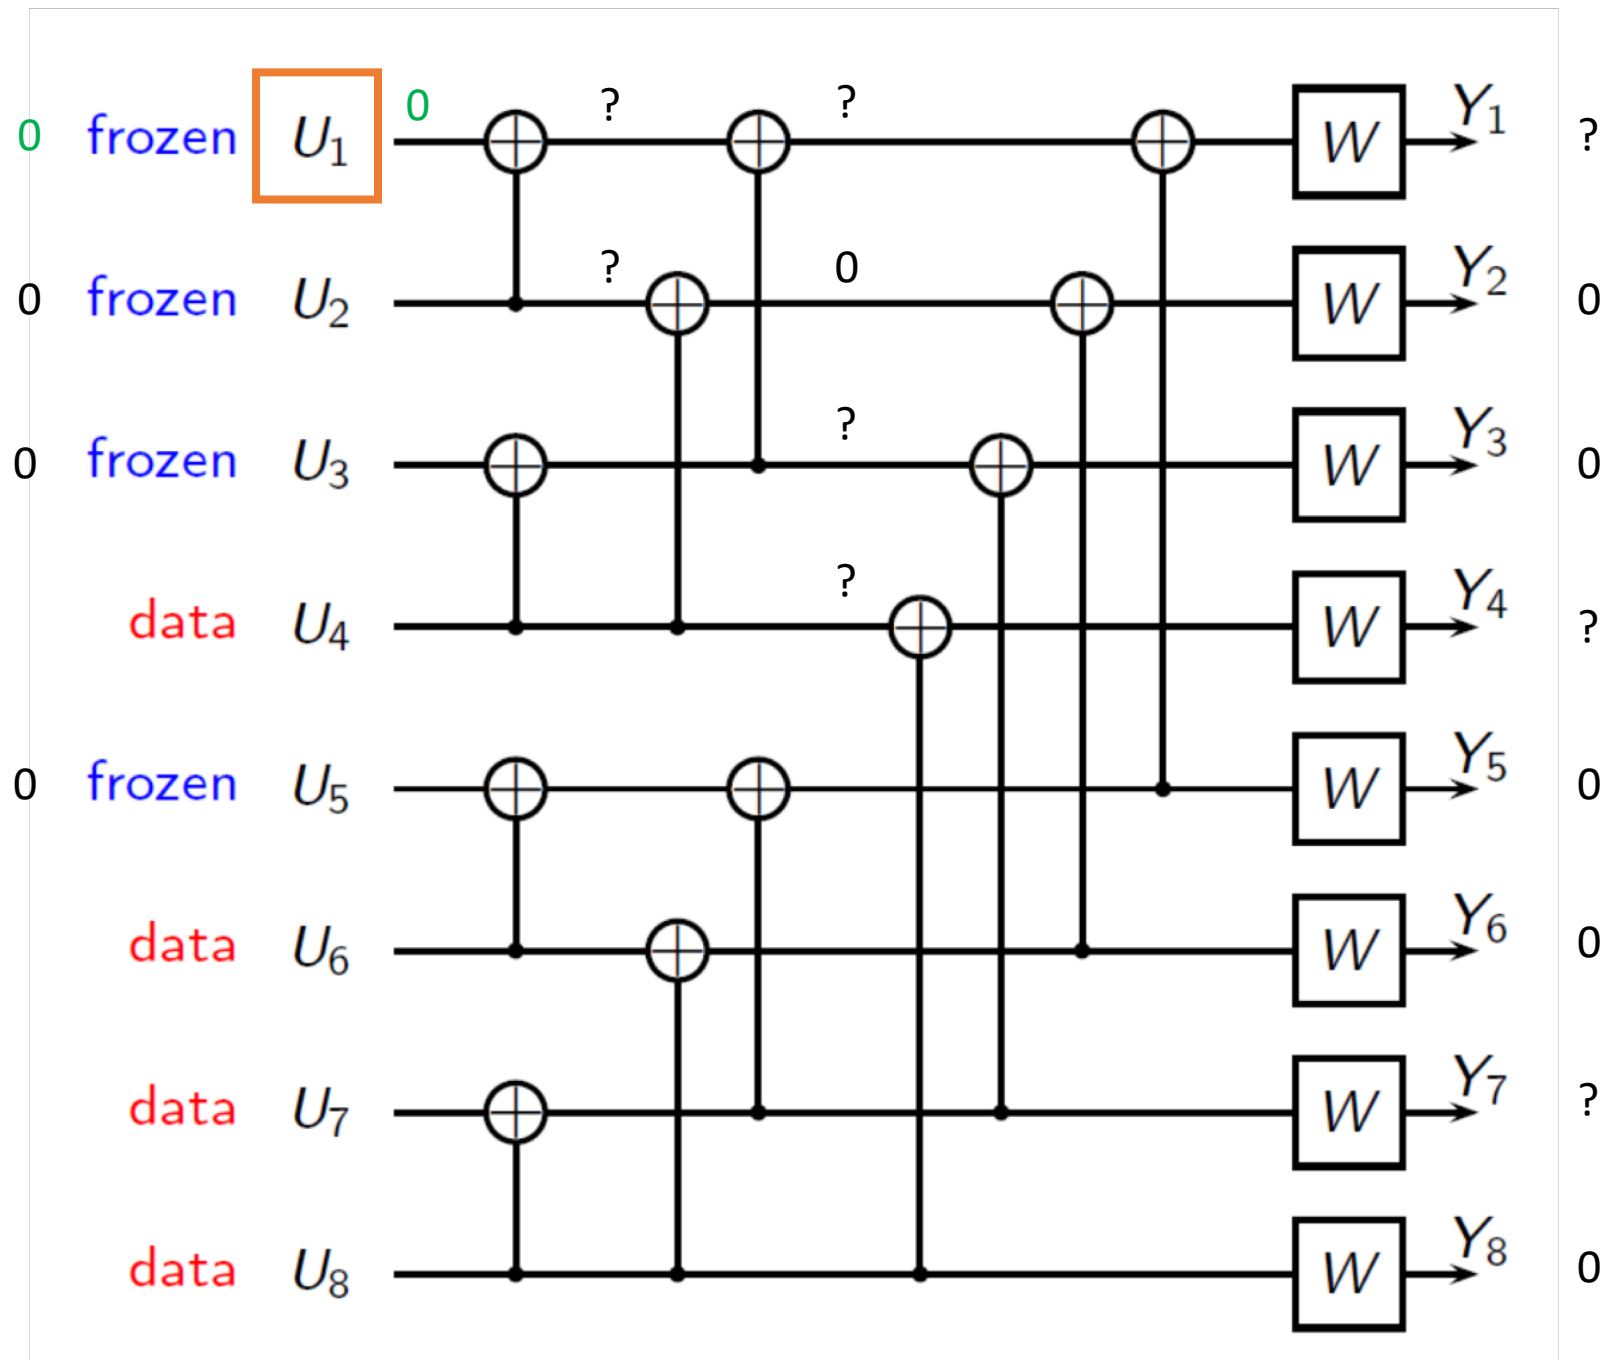 0 ? ? Y1
0 frozen U1 W ?
? 0 Y2
0 frozen U2 W 0
? Y3
0 frozen U3 W 0
? Y4
data U4 W ?
Y5
0 frozen U5 W 0
Y6
data U6 W 0
Y7
data U7 W ?
Y8
data U8 W 0